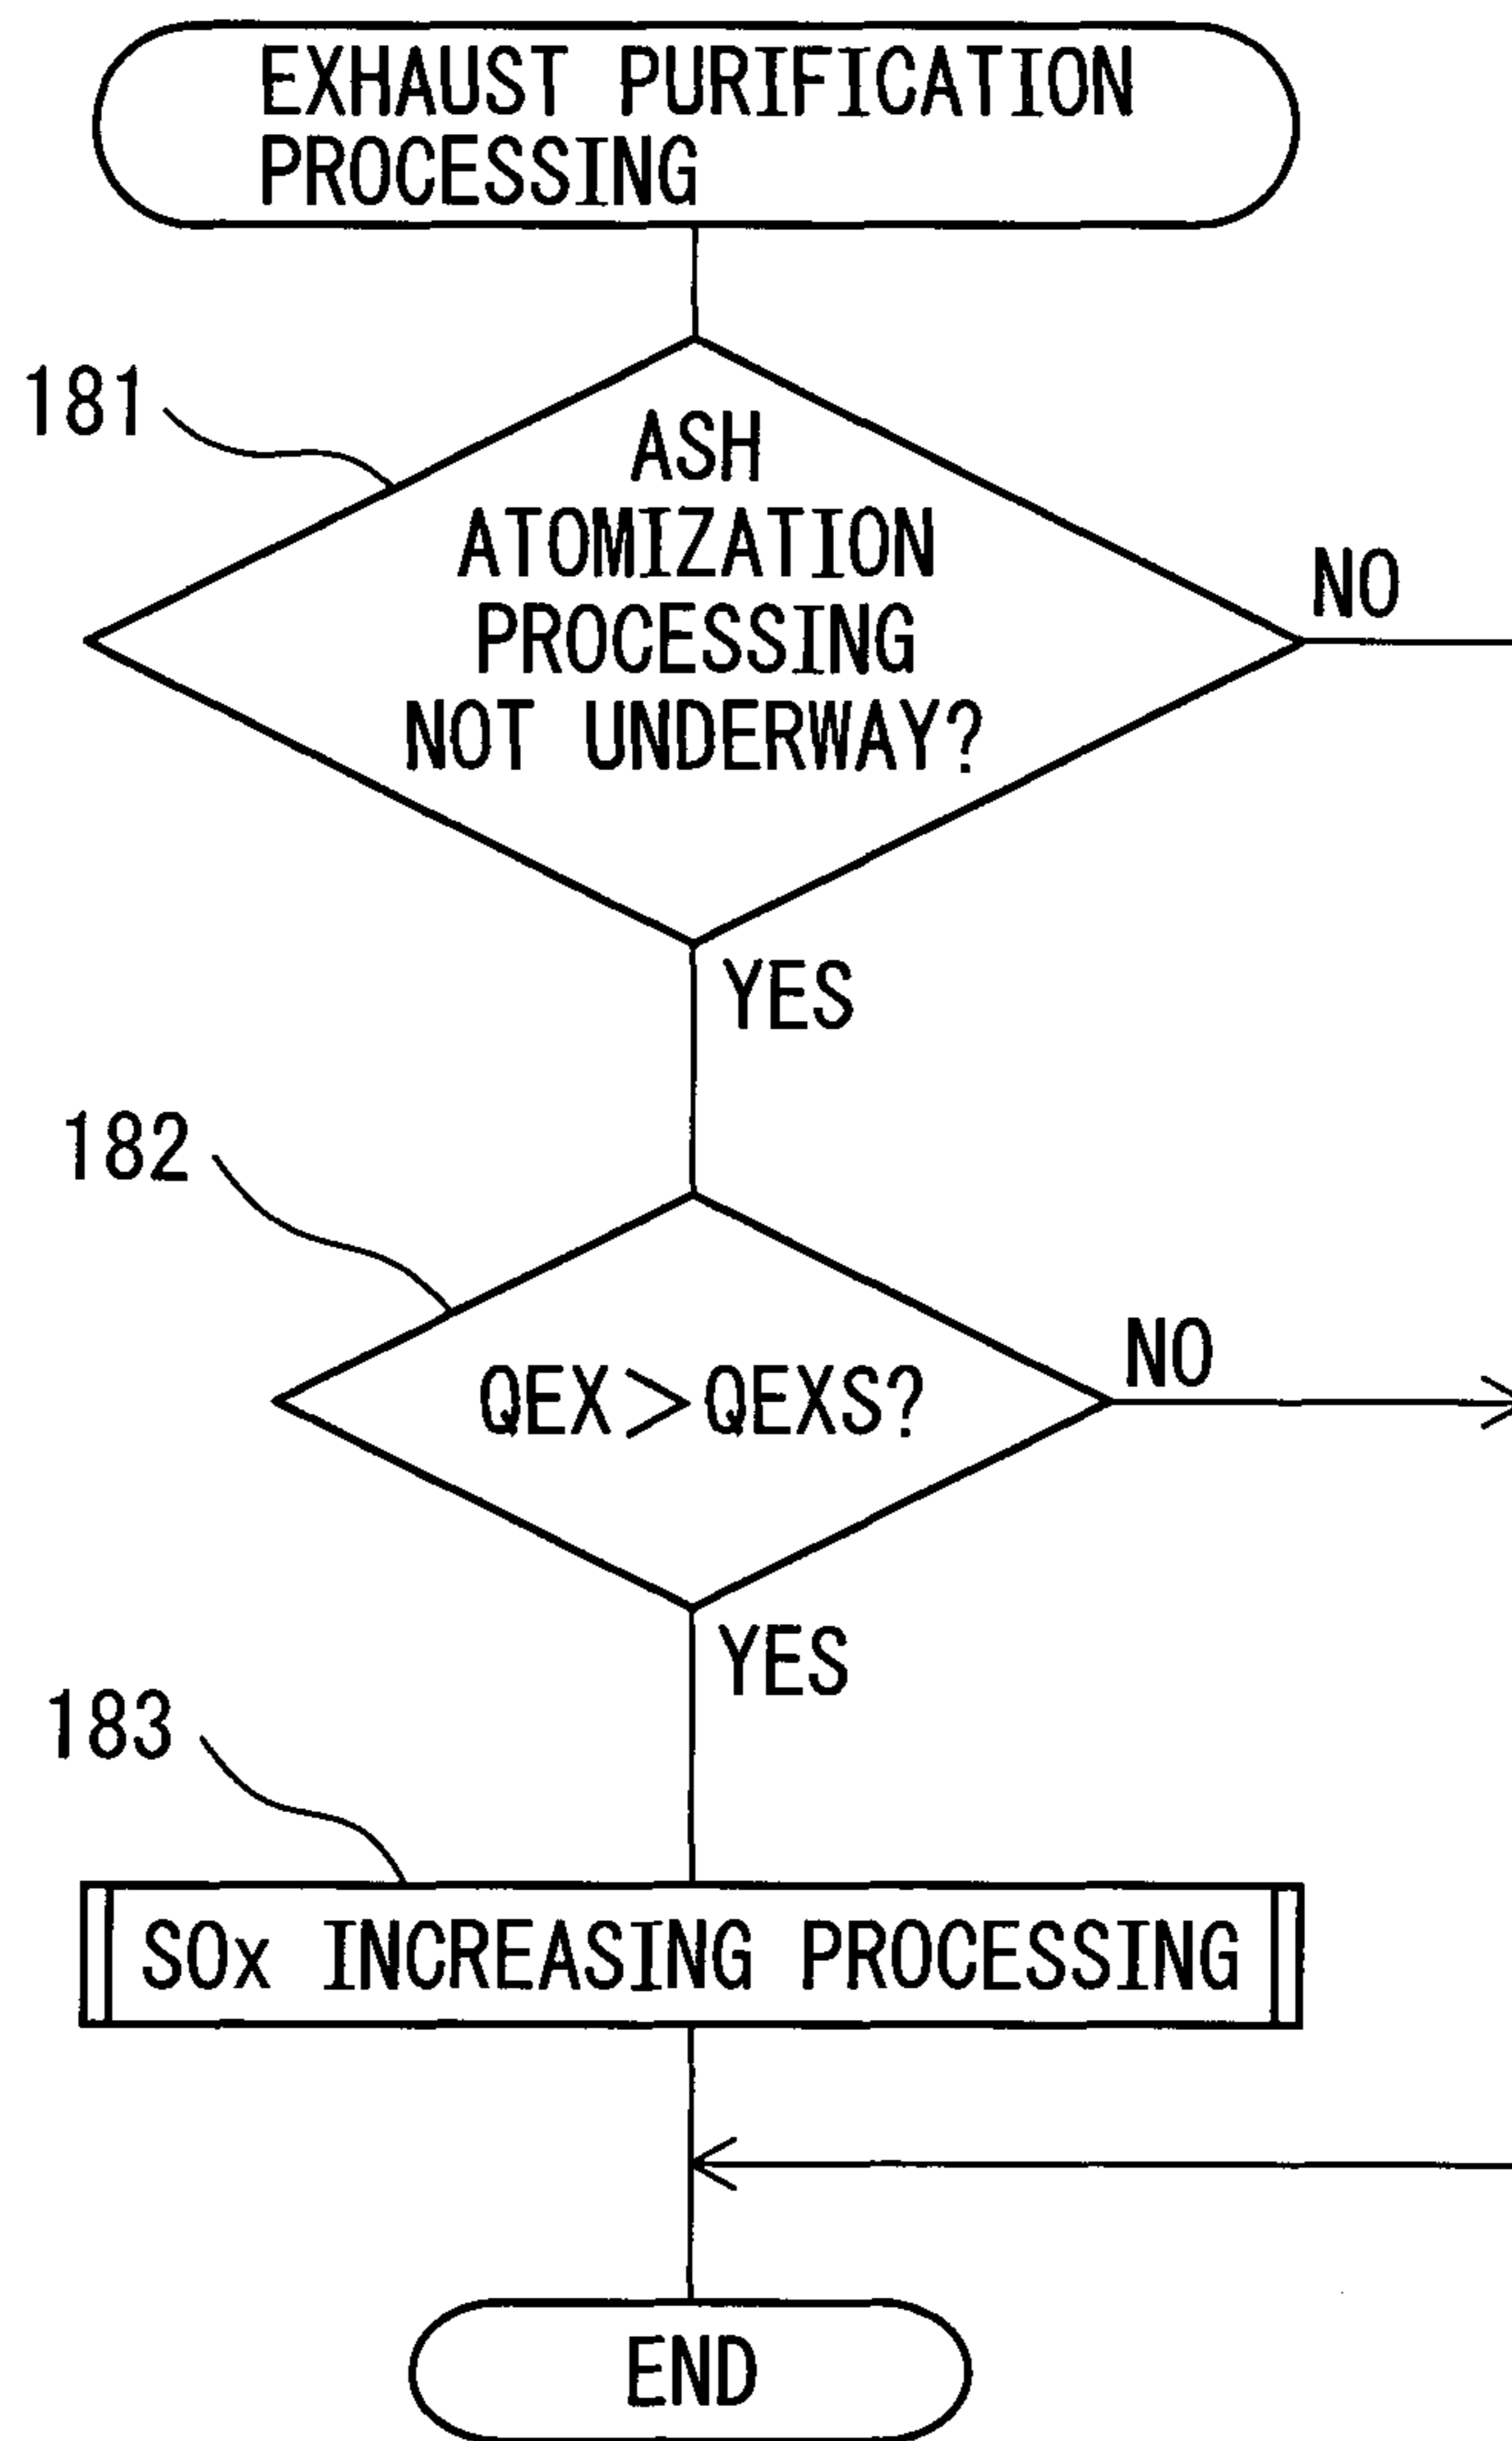 EXHAUST PURIFICATION
PROCESSING
181
ASH
ATOMIZATION
PROCESSING
NOT UNDERWAY?
NO
YES
182
QEX>QEXS?
NO
YES
183
SOx INCREASING PROCESSING
END